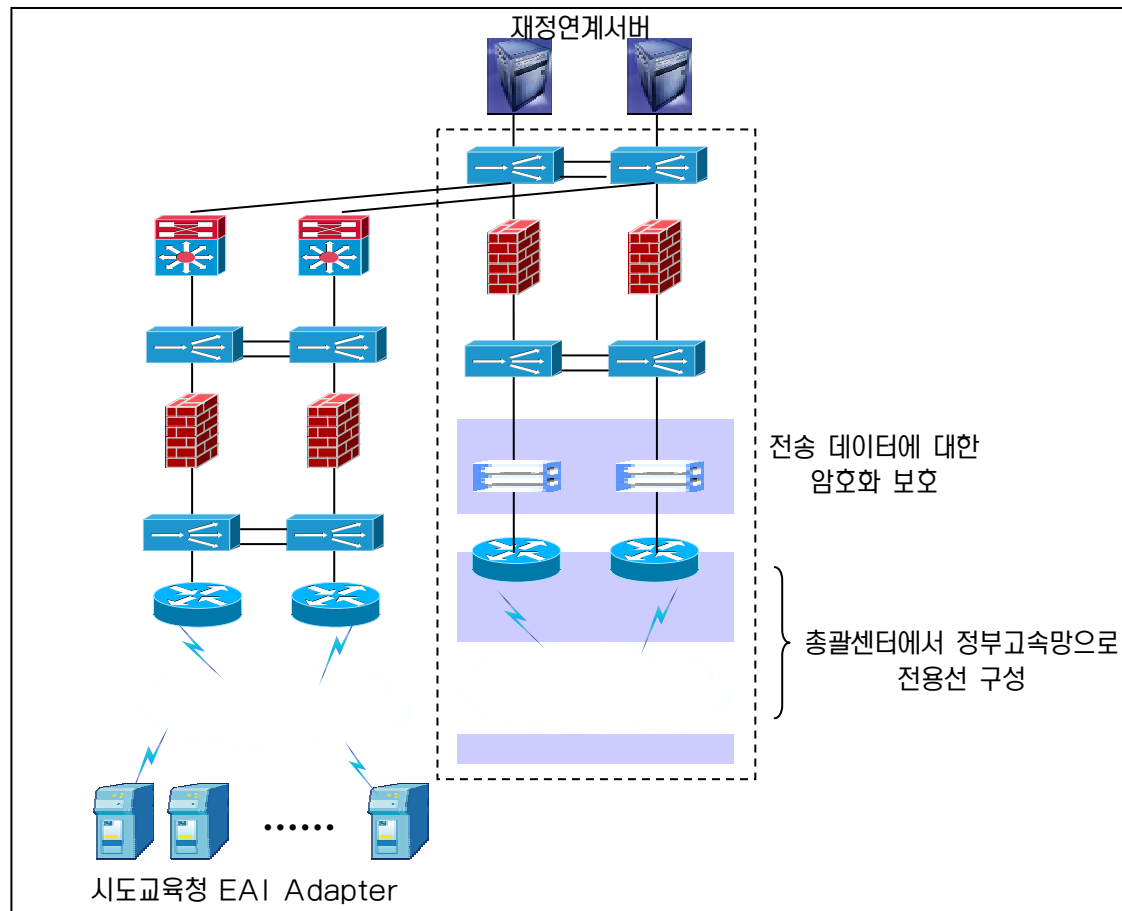 재정연계서버
전송 데이터에 대한
암호화 보호
총괄센터에서 정부고속망으로
전용선 구성
......
시도교육청 EAI Adapter